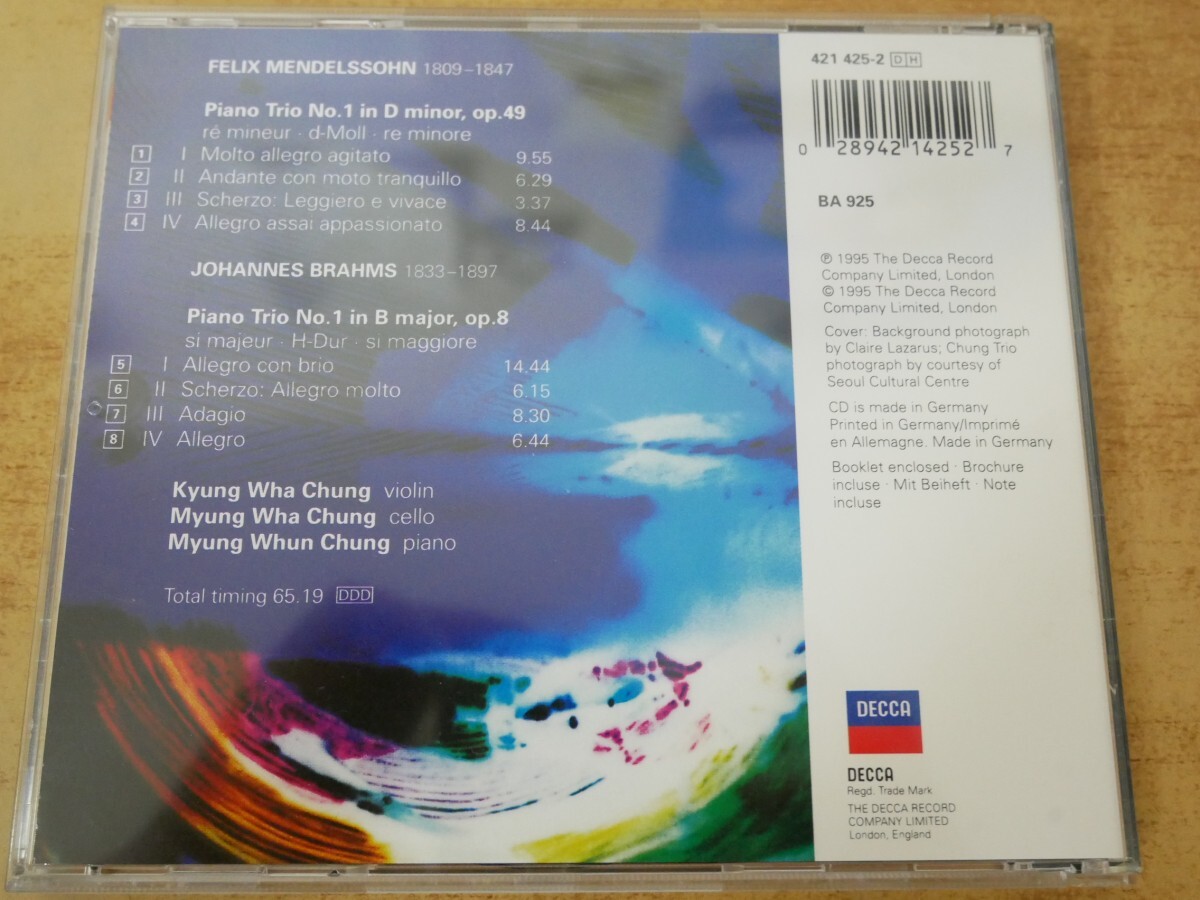 FELIX MENDELSSOHN 1809–1847
Piano Trio No.1 in D minor, op.49
ré mineur · d-Moll · re minore
1 I Molto allegro agitato 9.55
2 II Andante con moto tranquillo 6.29
3 III Scherzo: Leggiero e vivace 3.37
4 IV Allegro assai appassionato 8.44
JOHANNES BRAHMS 1833–1897
Piano Trio No.1 in B major, op.8
si majeur · H-Dur · si maggiore
5 I Allegro con brio 14.44
6 II Scherzo: Allegro molto 6.15
7 III Adagio 8.30
8 IV Allegro 6.44
Kyung Wha Chung violin
Myung Wha Chung cello
Myung Whun Chung piano
Total timing 65.19 DDD
421 425-2 DH
0 28942 14252 7
BA 925
℗ 1995 The Decca Record
Company Limited, London
© 1995 The Decca Record
Company Limited, London
Cover: Background photograph
by Claire Lazarus; Chung Trio
photograph by courtesy of
Seoul Cultural Centre
CD is made in Germany
Printed in Germany/Imprimé
en Allemagne. Made in Germany
Booklet enclosed · Brochure
incluse · Mit Beiheft · Note
incluse
DECCA
DECCA
Regd. Trade Mark
THE DECCA RECORD
COMPANY LIMITED
London, England